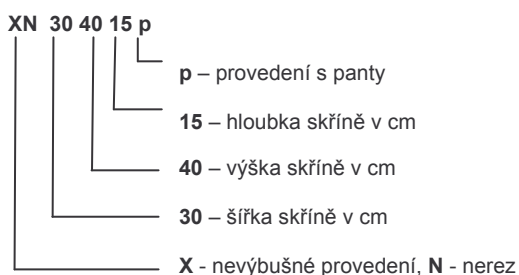 XN 30 40 15 p
p – provedení s panty
15 – hloubka skříně v cm
40 – výška skříně v cm
30 – šířka skříně v cm
X - nevýbušné provedení, N - nerez